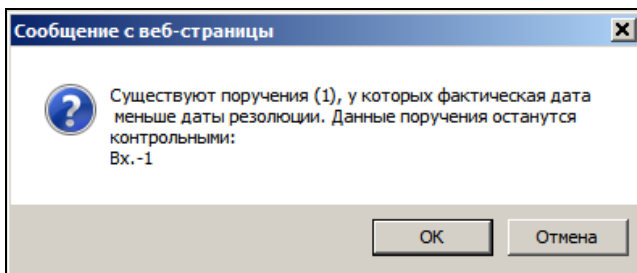 Сообщение с веб-страницы
Существуют поручения (1), у которых фактическая дата
меньше даты резолюции. Данные поручения останутся
контрольными:
Вх.-1
ОК
Отмена